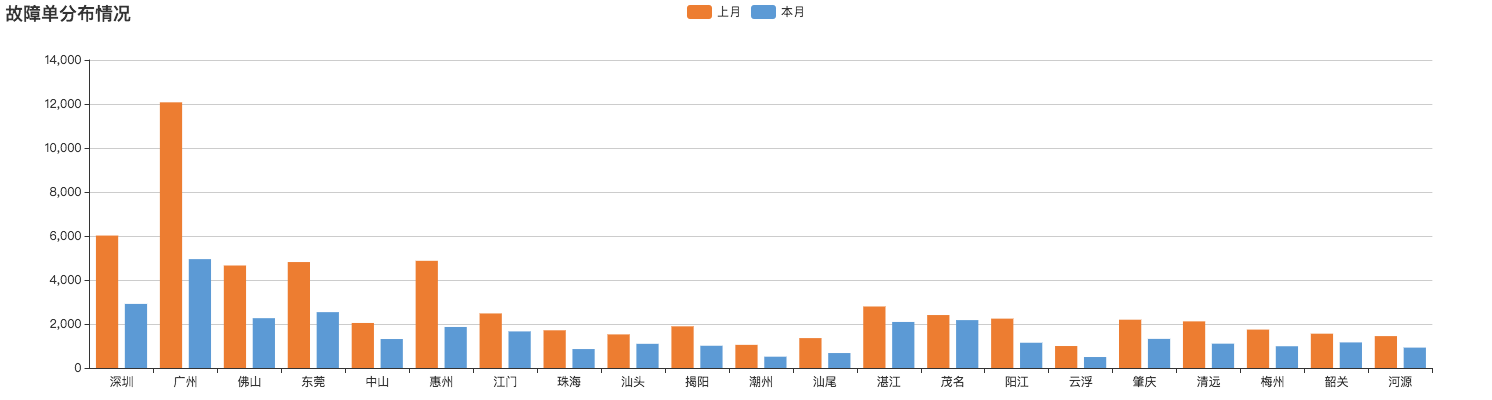 故障单分布情况
上月 本月
14,000
12,000
10,000
8,000
6,000
4,000
2,000
0
深圳 广州 佛山 东莞 中山 惠州 江门 珠海 汕头 揭阳 潮州 汕尾 湛江 茂名 阳江 云浮 肇庆 清远 梅州 韶关 河源